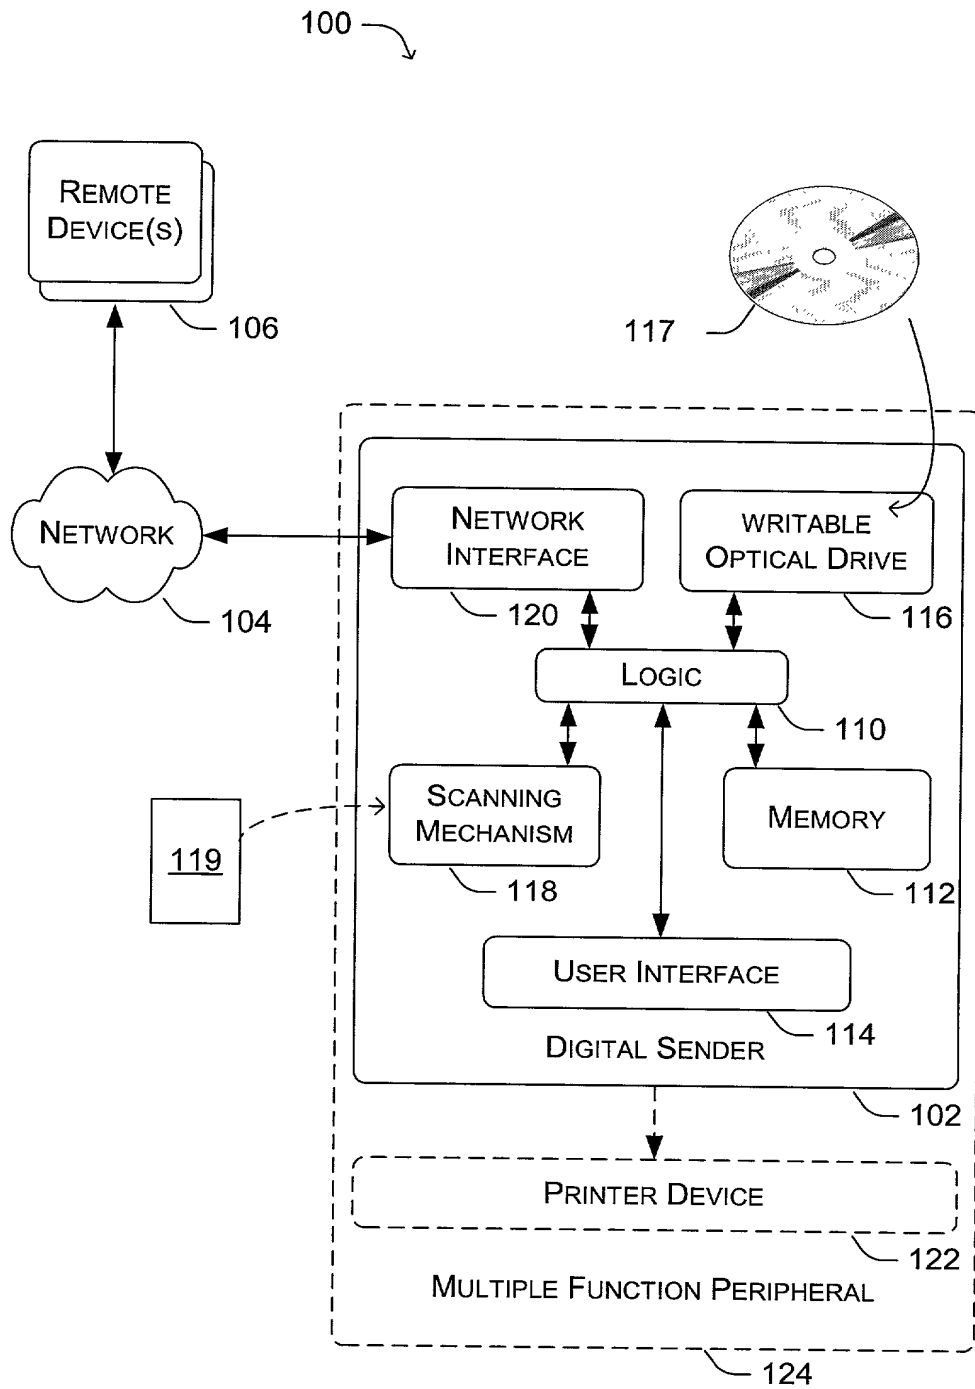 100
REMOTE
DEVICE(S)
106
117
NETWORK
104
NETWORK
INTERFACE
120
WRITABLE
OPTICAL DRIVE
116
LOGIC
110
SCANNING
MECHANISM
118
MEMORY
112
119
USER INTERFACE
114
DIGITAL SENDER
102
PRINTER DEVICE
122
MULTIPLE FUNCTION PERIPHERAL
124